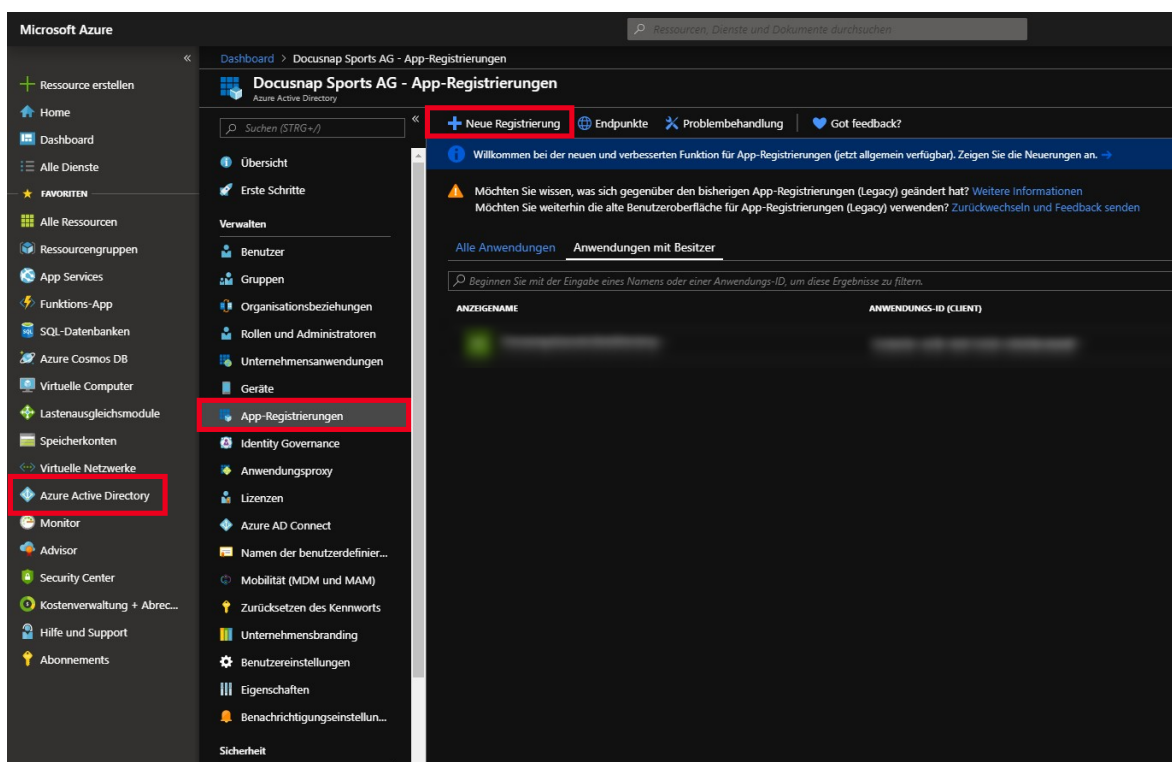 Microsoft Azure
Ressourcen, Dienste und Dokumente durchsuchen
Ressource erstellen
Home
Dashboard
Alle Dienste
FAVORITEN
Alle Ressourcen
Ressourcengruppen
App Services
Funktions-App
SQL-Datenbanken
Azure Cosmos DB
Virtuelle Computer
Lastenausgleichsmodule
Speicherkonten
Virtuelle Netzwerke
Azure Active Directory
Monitor
Advisor
Security Center
Kostenverwaltung + Abrec...
Hilfe und Support
Abonnements
Dashboard > Docusnap Sports AG - App-Registrierungen
Docusnap Sports AG - App-Registrierungen
Azure Active Directory
Suchen (STRG+/)
Übersicht
Erste Schritte
Verwalten
Benutzer
Gruppen
Organisationsbeziehungen
Rollen und Administratoren
Unternehmensanwendungen
Geräte
App-Registrierungen
Identity Governance
Anwendungsproxy
Lizenzen
Azure AD Connect
Namen der benutzerdefinier...
Mobilität (MDM und MAM)
Zurücksetzen des Kennworts
Unternehmensbranding
Benutzereinstellungen
Eigenschaften
Benachrichtigungseinstellun...
Sicherheit
Neue Registrierung Endpunkte Problembehandlung Got feedback?
Willkommen bei der neuen und verbesserten Funktion für App-Registrierungen (jetzt allgemein verfügbar). Zeigen Sie die Neuerungen an. →
Möchten Sie wissen, was sich gegenüber den bisherigen App-Registrierungen (Legacy) geändert hat? Weitere Informationen
Möchten Sie weiterhin die alte Benutzeroberfläche für App-Registrierungen (Legacy) verwenden? Zurückwechseln und Feedback senden
Alle Anwendungen Anwendungen mit Besitzer
Beginnen Sie mit der Eingabe eines Namens oder einer Anwendungs-ID, um diese Ergebnisse zu filtern.
ANZEIGENAME ANWENDUNGS-ID (CLIENT)